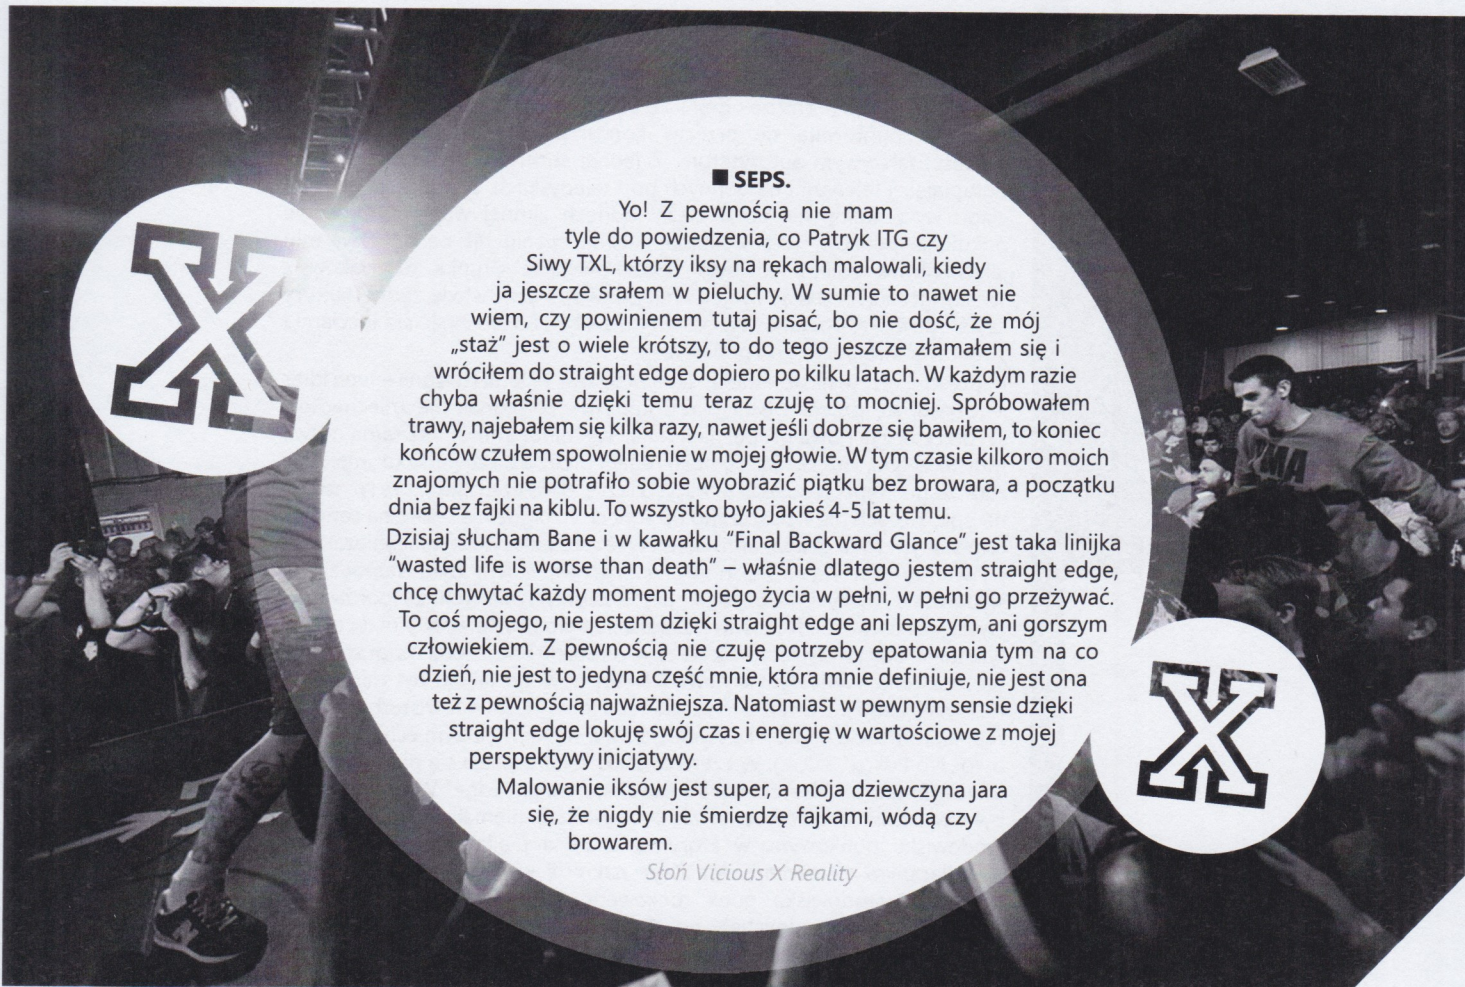 ■ SEPS.
Yo! Z pewnością nie mam
tyle do powiedzenia, co Patryk ITG czy
Siwy TXL, którzy iksy na rękach malowali, kiedy
ja jeszcze srałem w pieluchy. W sumie to nawet nie
wiem, czy powinienem tutaj pisać, bo nie dość, że mój
„staż” jest o wiele krótszy, to do tego jeszcze złamałem się i
wróciłem do straight edge dopiero po kilku latach. W każdym razie
chyba właśnie dzięki temu teraz czuję to mocniej. Spróbowałem
trawy, najebałem się kilka razy, nawet jeśli dobrze się bawiłem, to koniec
końców czułem spowolnienie w mojej głowie. W tym czasie kilkoro moich
znajomych nie potrafiło sobie wyobrazić piątku bez browara, a początku
dnia bez fajki na kiblu. To wszystko było jakieś 4-5 lat temu.
Dzisiaj słucham Bane i w kawałku “Final Backward Glance” jest taka linijka
“wasted life is worse than death” – właśnie dlatego jestem straight edge,
chcę chwytać każdy moment mojego życia w pełni, w pełni go przeżywać.
To coś mojego, nie jestem dzięki straight edge ani lepszym, ani gorszym
człowiekiem. Z pewnością nie czuję potrzeby epatowania tym na co
dzień, nie jest to jedyna część mnie, która mnie definiuje, nie jest ona
też z pewnością najważniejsza. Natomiast w pewnym sensie dzięki
straight edge lokuję swój czas i energię w wartościowe z mojej
perspektywy inicjatywy.
Malowanie iksów jest super, a moja dziewczyna jara
się, że nigdy nie śmierdzę fajkami, wódą czy
browarem.
Słoń Vicious X Reality
X
X